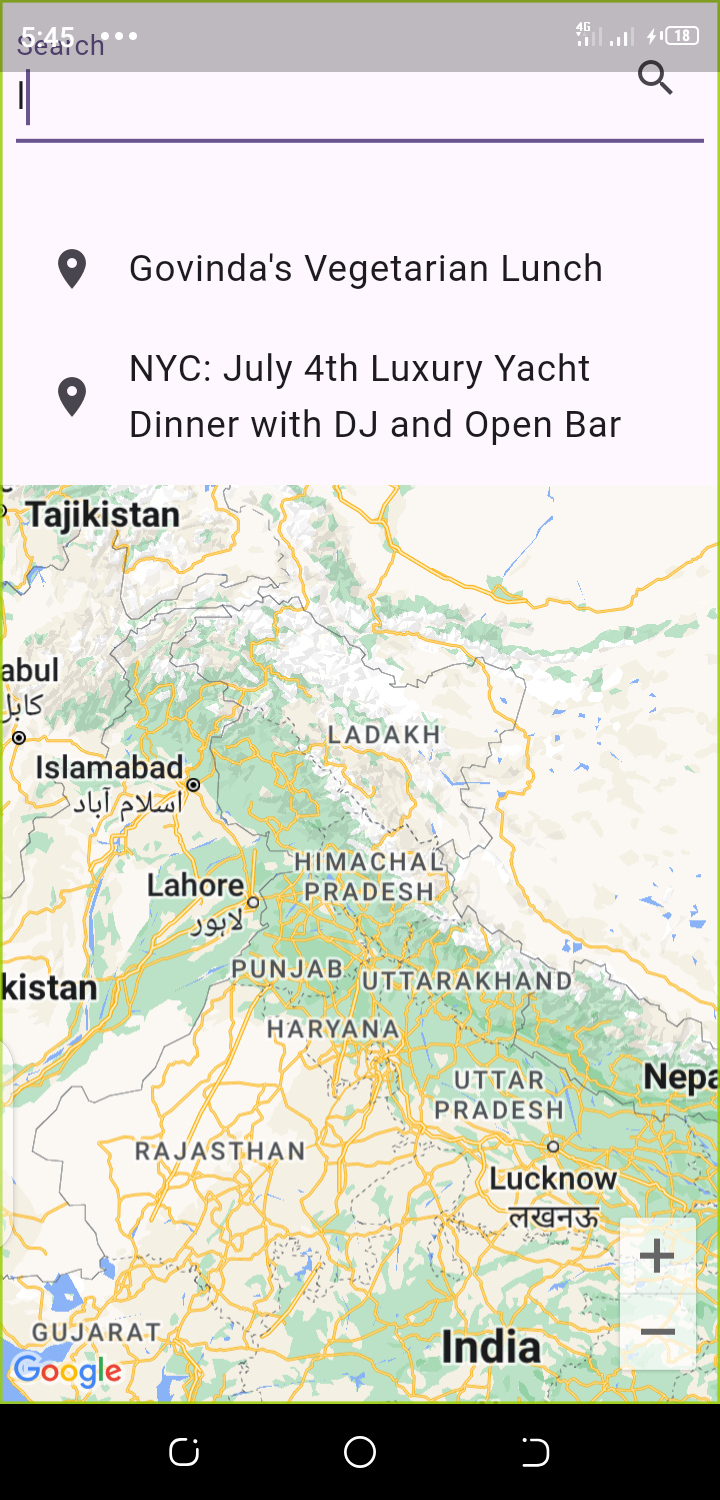 5:45
4G
18
Search
l
Govinda's Vegetarian Lunch
NYC: July 4th Luxury Yacht
Dinner with DJ and Open Bar
Tajikistan
abul
کابل
LADAKH
Islamabad
اسلام آباد
HIMACHAL
PRADESH
Lahore
لاہور
PUNJAB
UTTARAKHAND
kistan
HARYANA
Nepa
UTTAR
PRADESH
RAJASTHAN
Lucknow
लखनऊ
+
−
GUJARAT
India
Google